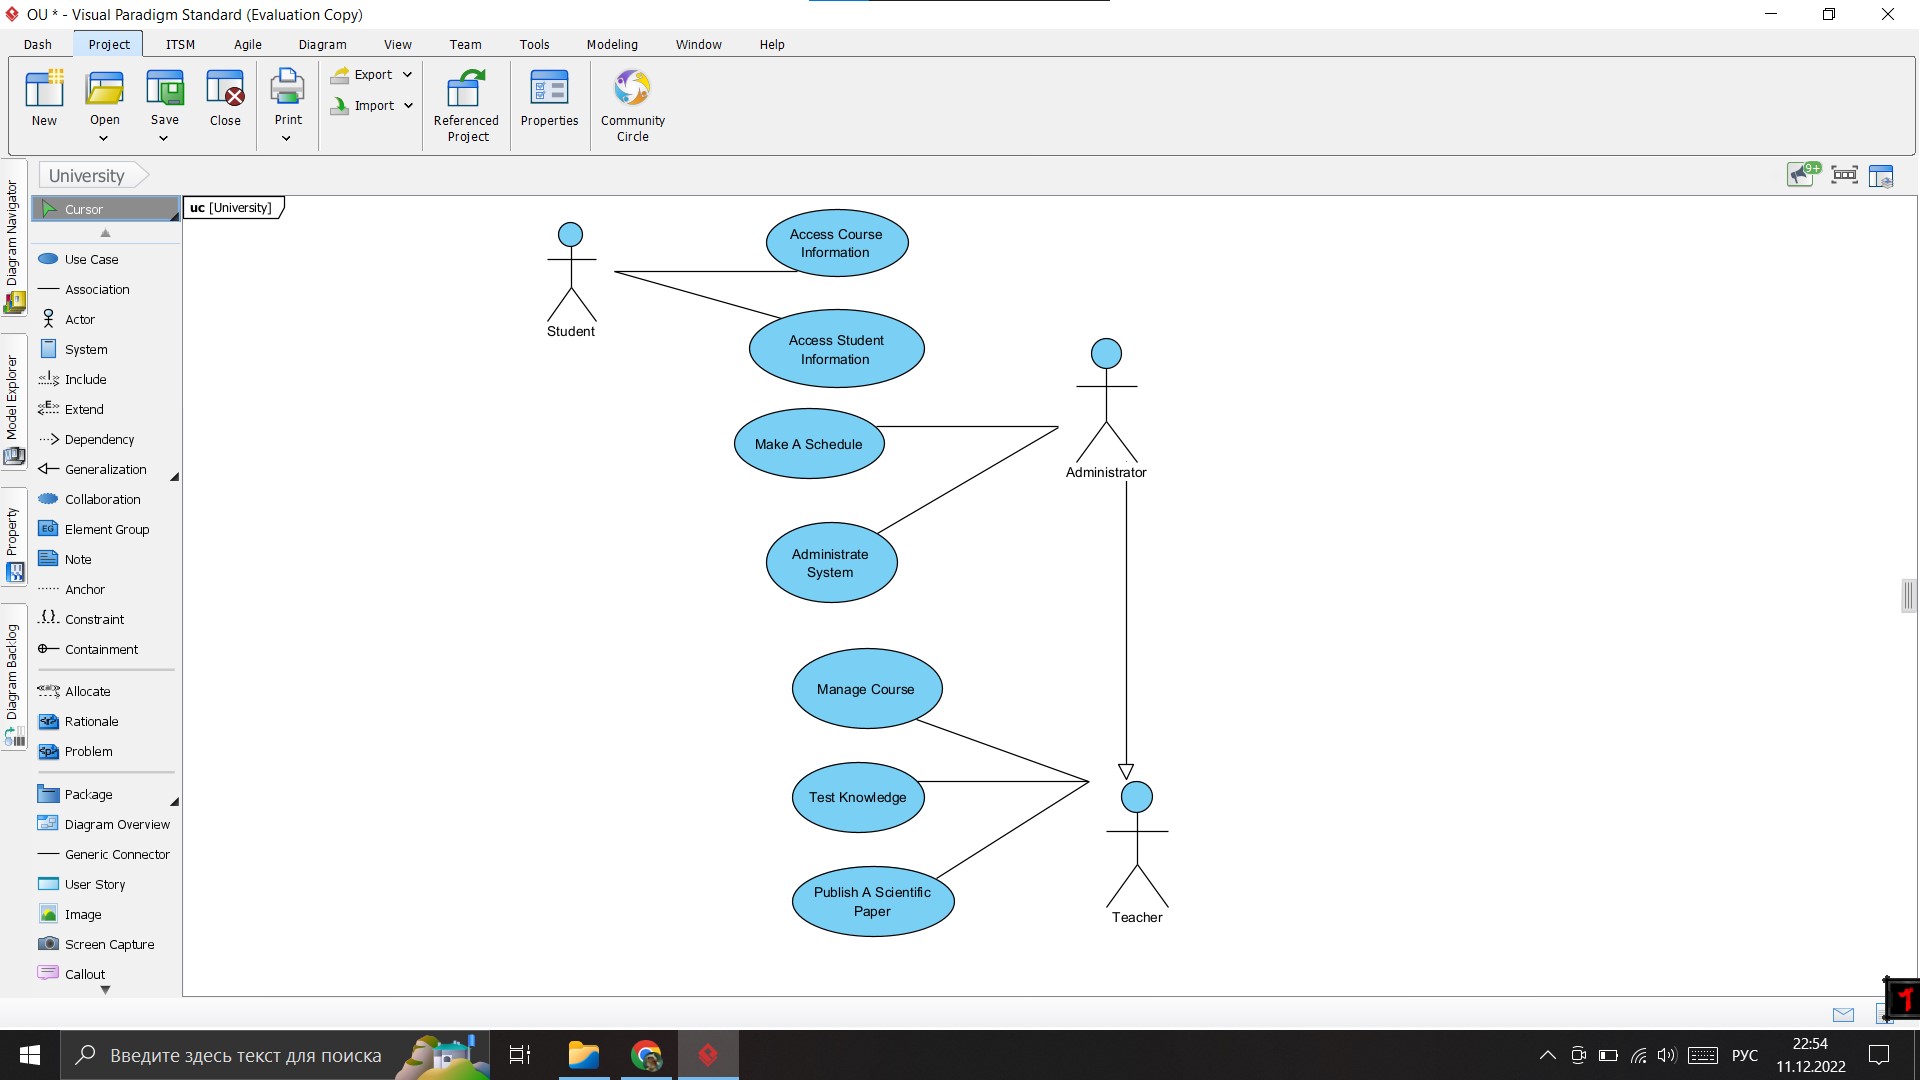 OU * - Visual Paradigm Standard (Evaluation Copy)
Dash
Project
ITSM
Agile
Diagram
View
Team
Tools
Modeling
Window
Help
New
Open
Save
Close
Print
Export
Import
Referenced
Project
Properties
Community
Circle
University
9+
Diagram Navigator
Model Explorer
Property
Diagram Backlog
Cursor
Use Case
Association
Actor
System
Include
Extend
Dependency
Generalization
Collaboration
EG
Element Group
Note
Anchor
Constraint
Containment
Allocate
Rationale
Problem
Package
Diagram Overview
Generic Connector
User Story
Image
Screen Capture
Callout
uc [University]
Student
Access Course
Information
Access Student
Information
Make A Schedule
Administrator
Administrate
System
Manage Course
Test Knowledge
Publish A Scientific
Paper
Teacher
1
Введите здесь текст для поиска
РУС
22:54
11.12.2022